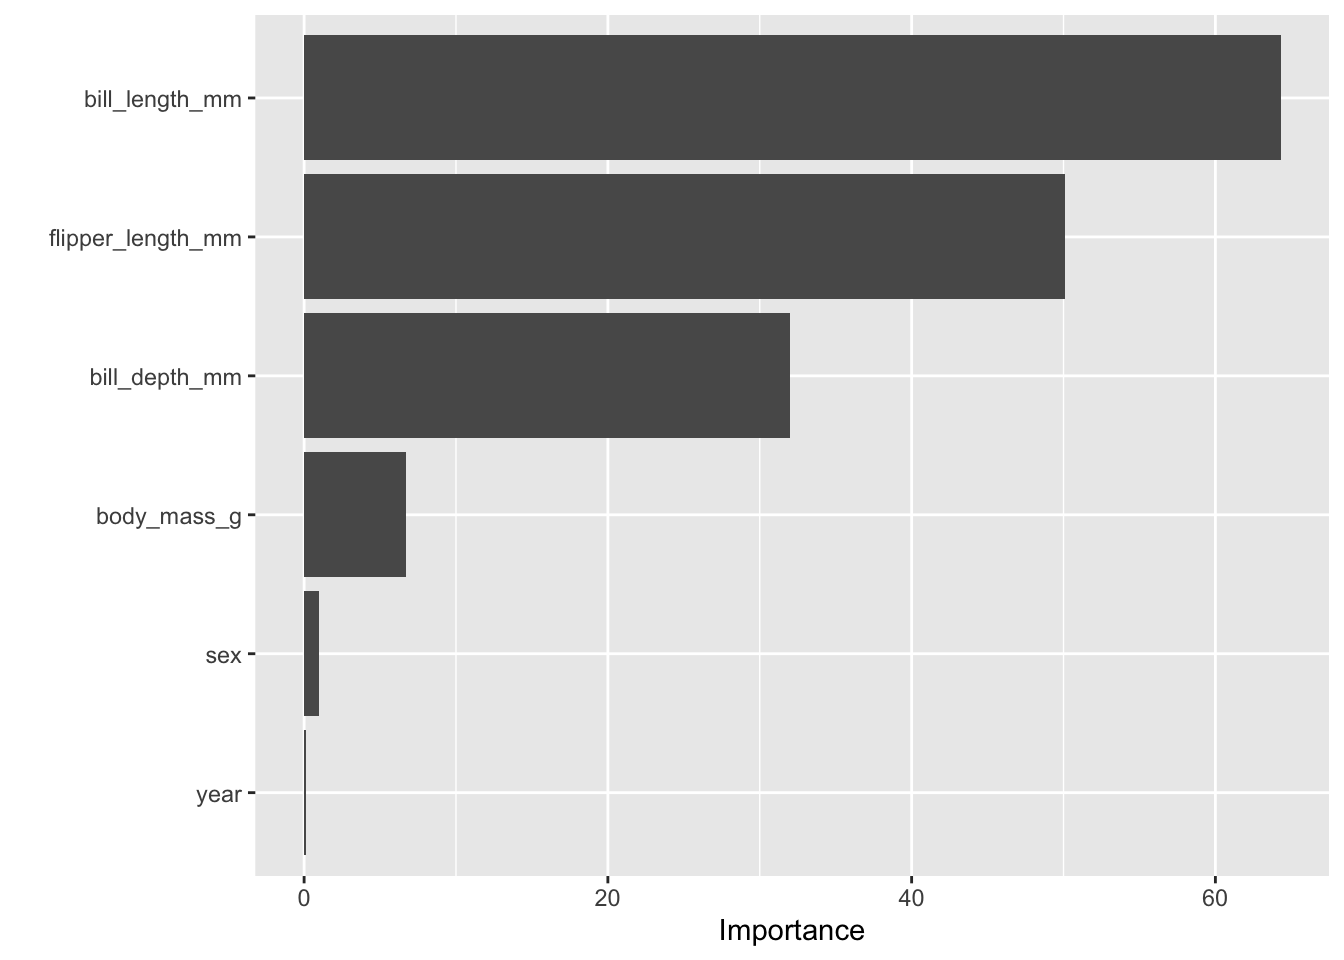 bill_length_mm
flipper_length_mm
bill_depth_mm
body_mass_g
sex
year
0 20 40 60
Importance